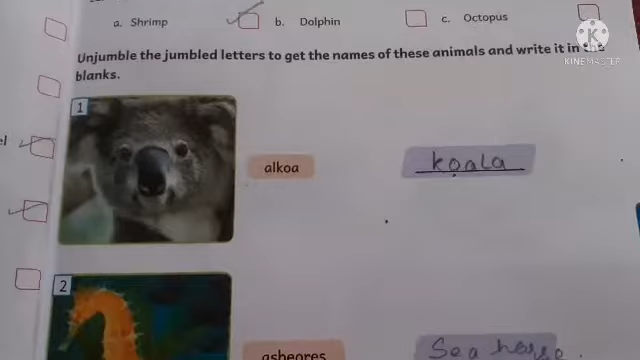 a. Shrimp b. Dolphin c. Octopus
Unjumble the jumbled letters to get the names of these animals and write it in the
blanks.
K
KINEMASTER
1
el
alkoa
koala
2
asheores
Sea horse